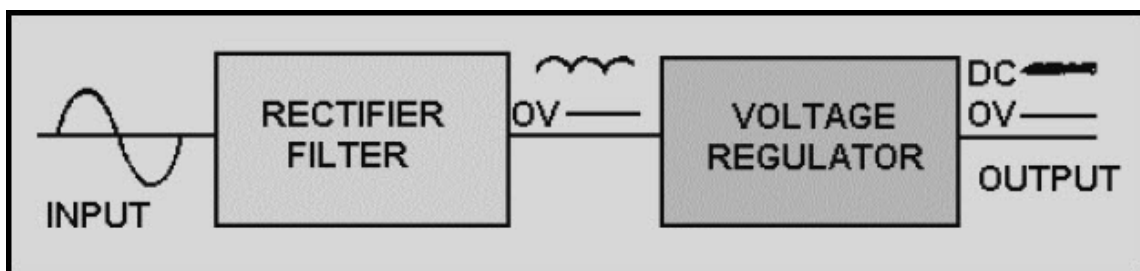 INPUT
RECTIFIER
FILTER
OV
VOLTAGE
REGULATOR
DC
OV
OUTPUT